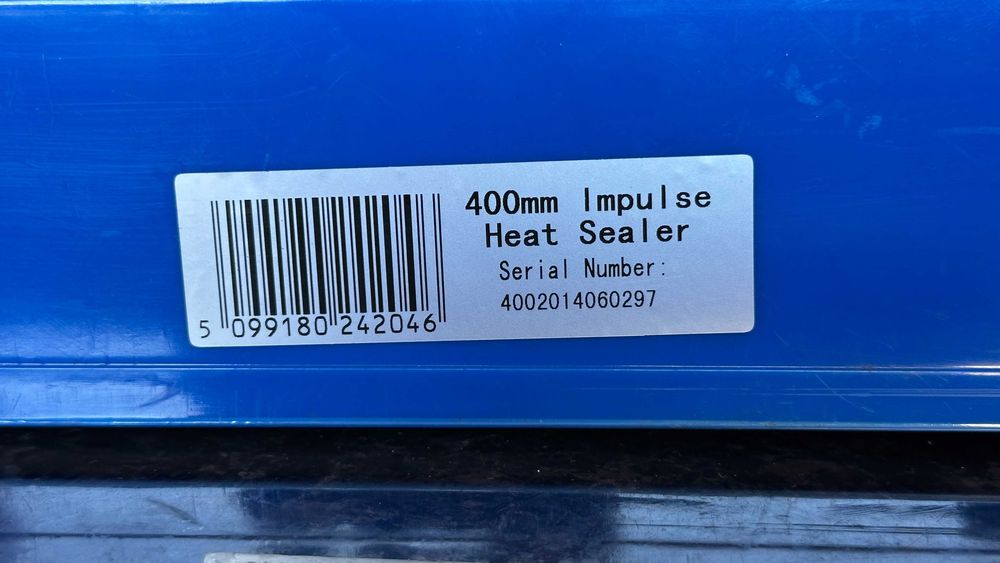 400mm Impulse
Heat Sealer
Serial Number:
4002014060297
5 099180 242046